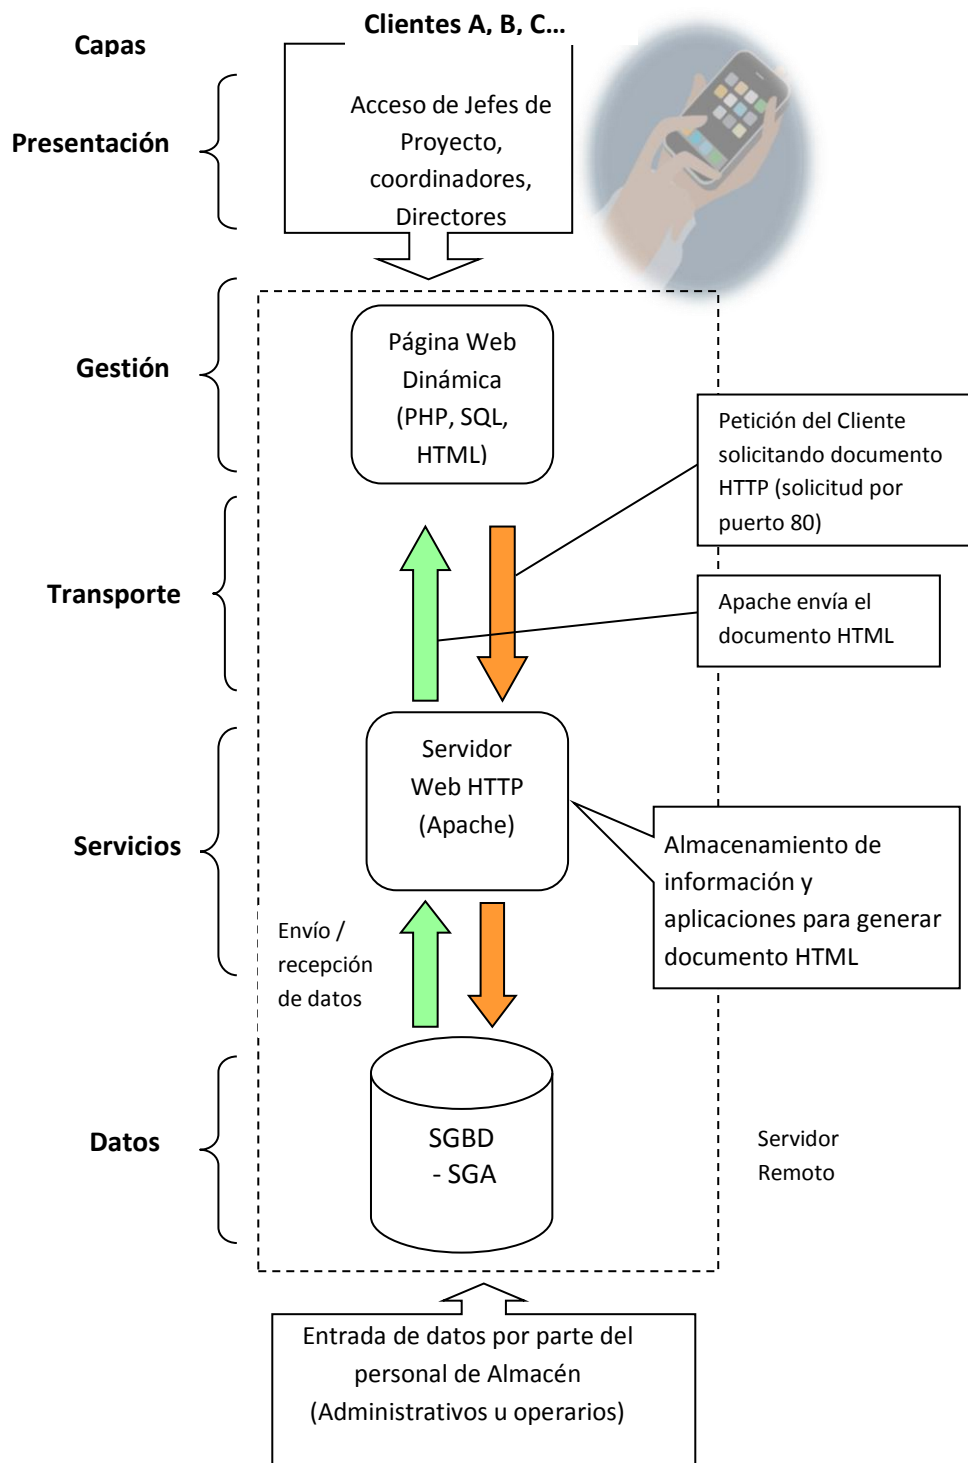 Clientes A, B, C...
Capas
Presentación
Acceso de Jefes de
Proyecto,
coordinadores,
Directores
Gestión
Página Web
Dinámica
(PHP, SQL,
HTML)
Petición del Cliente
solicitando documento
HTTP (solicitud por
puerto 80)
Transporte
Apache envía el
documento HTML
Servicios
Servidor
Web HTTP
(Apache)
Almacenamiento de
información y
aplicaciones para generar
documento HTML
Envío /
recepción
de datos
Datos
SGBD
- SGA
Servidor
Remoto
Entrada de datos por parte del
personal de Almacén
(Administrativos u operarios)